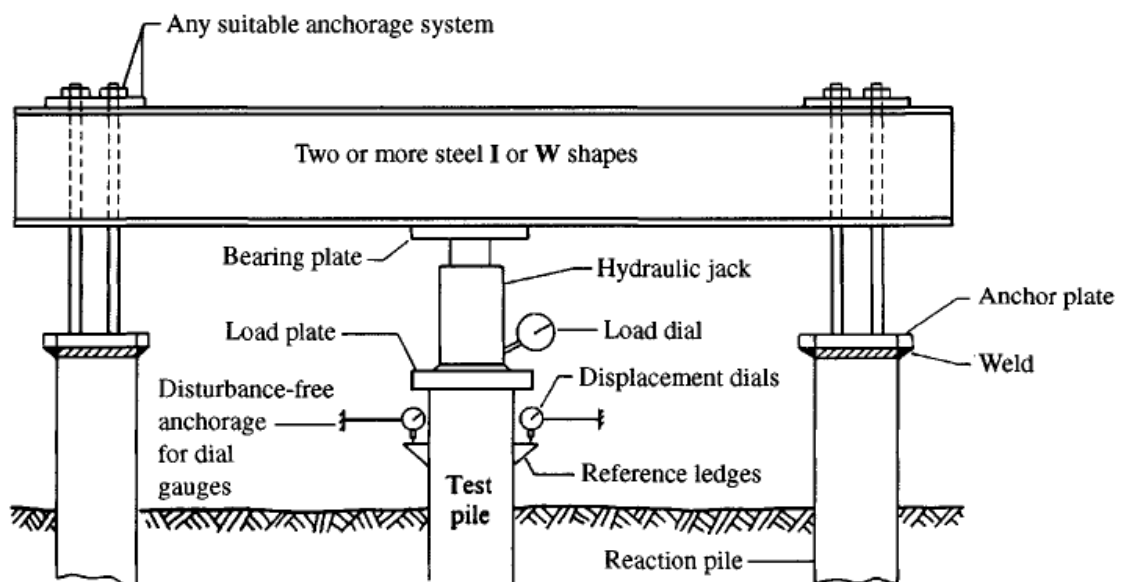 Any suitable anchorage system
Two or more steel I or W shapes
Bearing plate
Hydraulic jack
Anchor plate
Load plate
Load dial
Weld
Displacement dials
Disturbance-free
anchorage
for dial
gauges
Reference ledges
Test
pile
Reaction pile